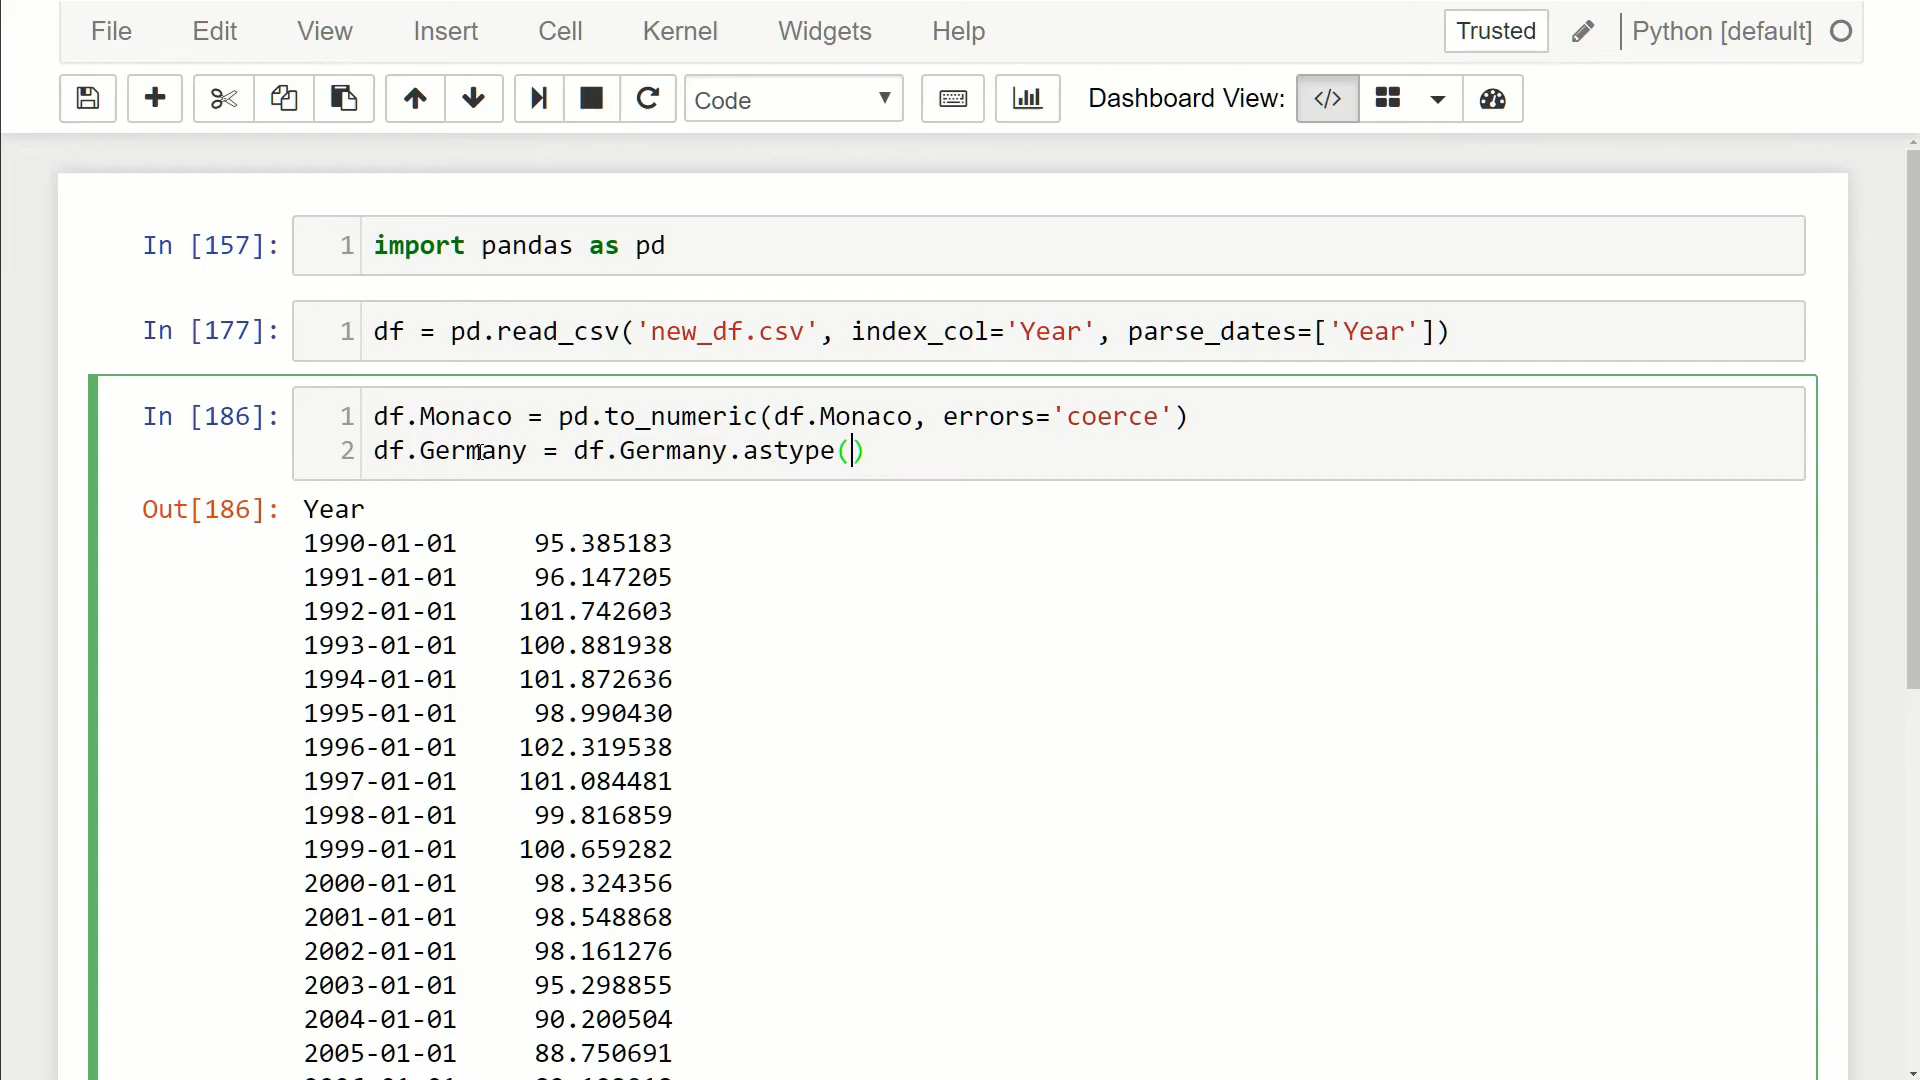 File Edit View Insert Cell Kernel Widgets Help Trusted Python [default]
Code Dashboard View: </>
In [157]: 1 import pandas as pd
In [177]: 1 df = pd.read_csv('new_df.csv', index_col='Year', parse_dates=['Year'])
In [186]: 1 df.Monaco = pd.to_numeric(df.Monaco, errors='coerce')
2 df.Germany = df.Germany.astype()
Out[186]: Year
1990-01-01 95.385183
1991-01-01 96.147205
1992-01-01 101.742603
1993-01-01 100.881938
1994-01-01 101.872636
1995-01-01 98.990430
1996-01-01 102.319538
1997-01-01 101.084481
1998-01-01 99.816859
1999-01-01 100.659282
2000-01-01 98.324356
2001-01-01 98.548868
2002-01-01 98.161276
2003-01-01 95.298855
2004-01-01 90.200504
2005-01-01 88.750691